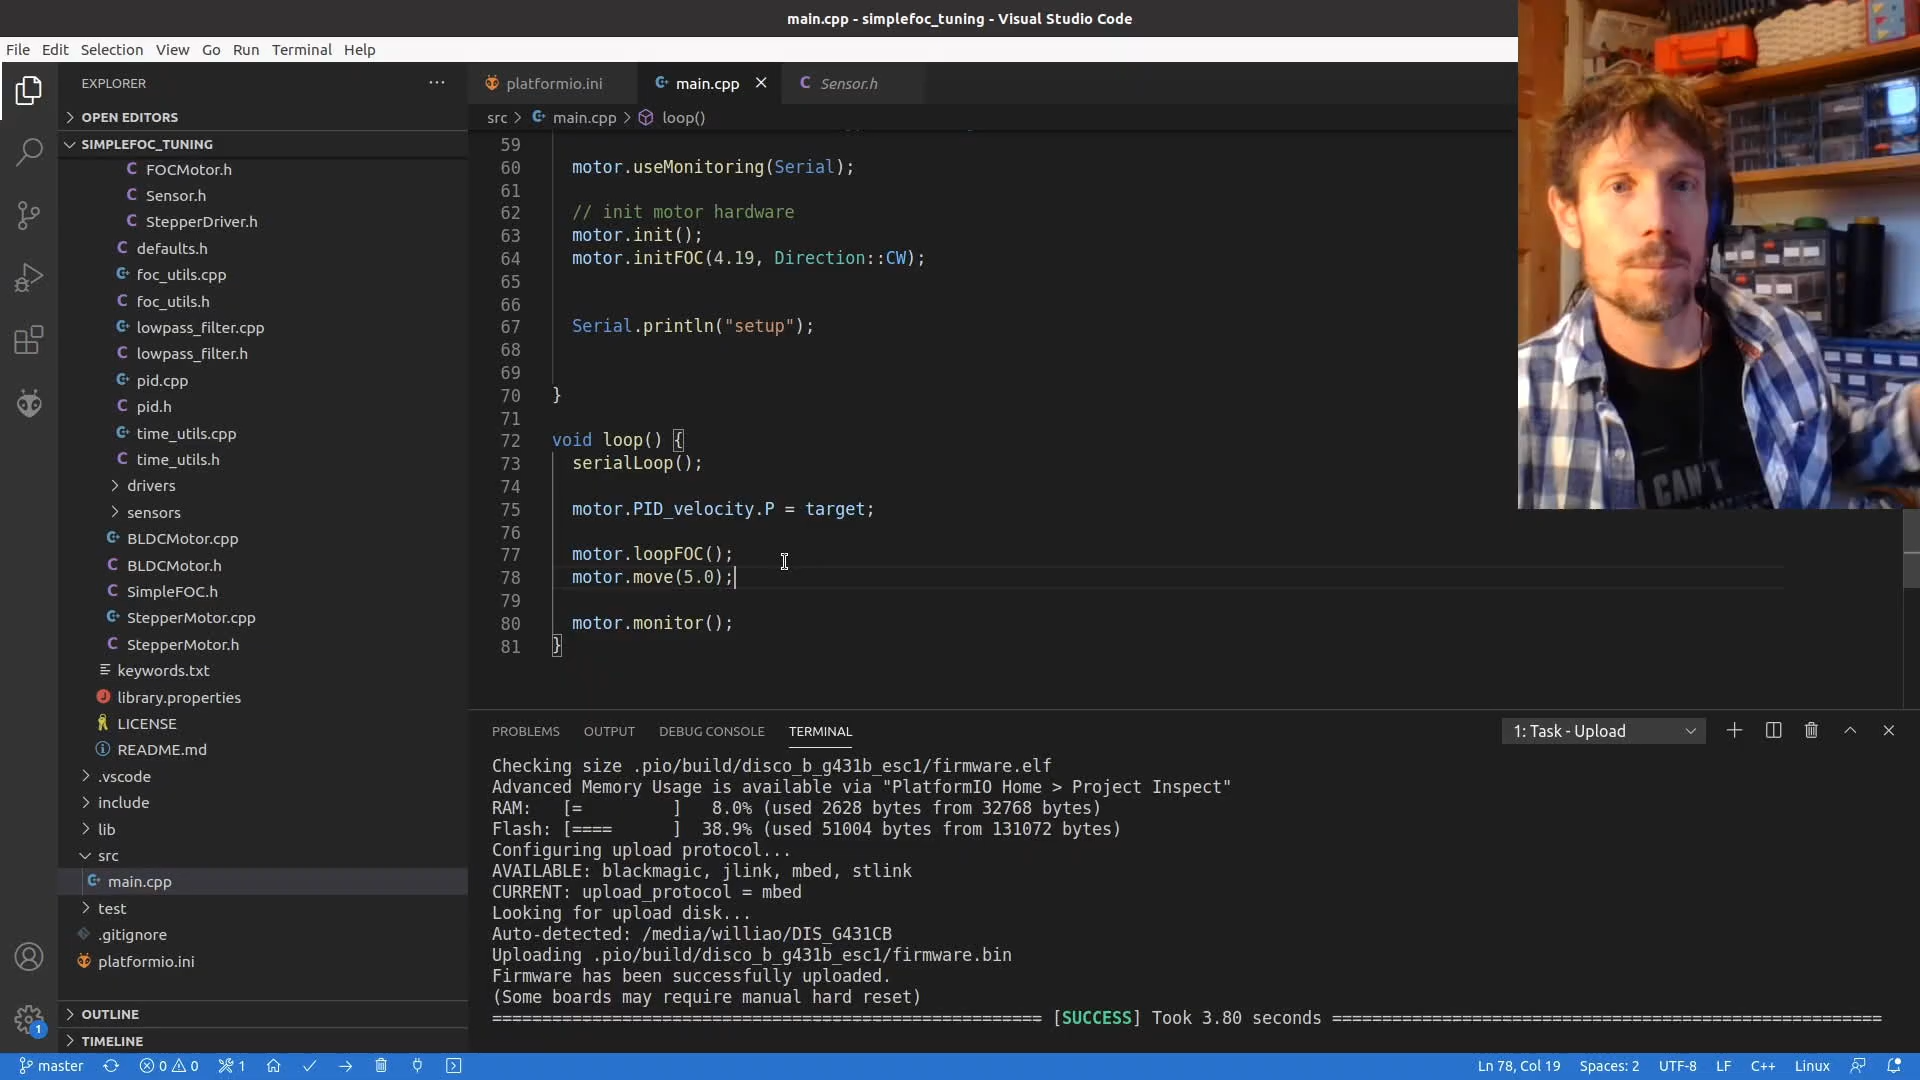 main.cpp - simplefoc_tuning - Visual Studio Code
File Edit Selection View Go Run Terminal Help
EXPLORER
OPEN EDITORS
SIMPLEFOC_TUNING
FOCMotor.h
Sensor.h
StepperDriver.h
defaults.h
foc_utils.cpp
foc_utils.h
lowpass_filter.cpp
lowpass_filter.h
pid.cpp
pid.h
time_utils.cpp
time_utils.h
drivers
sensors
BLDCMotor.cpp
BLDCMotor.h
SimpleFOC.h
StepperMotor.cpp
StepperMotor.h
keywords.txt
library.properties
LICENSE
README.md
.vscode
include
lib
src
main.cpp
test
.gitignore
platformio.ini
OUTLINE
TIMELINE
1
platformio.ini main.cpp Sensor.h
src > main.cpp > loop()
59
60 motor.useMonitoring(Serial);
61
62 // init motor hardware
63 motor.init();
64 motor.initFOC(4.19, Direction::CW);
65
66
67 Serial.println("setup");
68
69
70 }
71
72 void loop() {
73 serialLoop();
74
75 motor.PID_velocity.P = target;
76
77 motor.loopFOC();
78 motor.move(5.0);
79
80 motor.monitor();
81 }
I CAN'T
PROBLEMS OUTPUT DEBUG CONSOLE TERMINAL
1: Task - Upload
Checking size .pio/build/disco_b_g431b_esc1/firmware.elf
Advanced Memory Usage is available via "PlatformIO Home > Project Inspect"
RAM: [= ] 8.0% (used 2628 bytes from 32768 bytes)
Flash: [==== ] 38.9% (used 51004 bytes from 131072 bytes)
Configuring upload protocol...
AVAILABLE: blackmagic, jlink, mbed, stlink
CURRENT: upload_protocol = mbed
Looking for upload disk...
Auto-detected: /media/williao/DIS_G431CB
Uploading .pio/build/disco_b_g431b_esc1/firmware.bin
Firmware has been successfully uploaded.
(Some boards may require manual hard reset)
====================================================== [SUCCESS] Took 3.80 seconds ======================================================
master 0 0 1 Ln 78, Col 19 Spaces: 2 UTF-8 LF C++ Linux